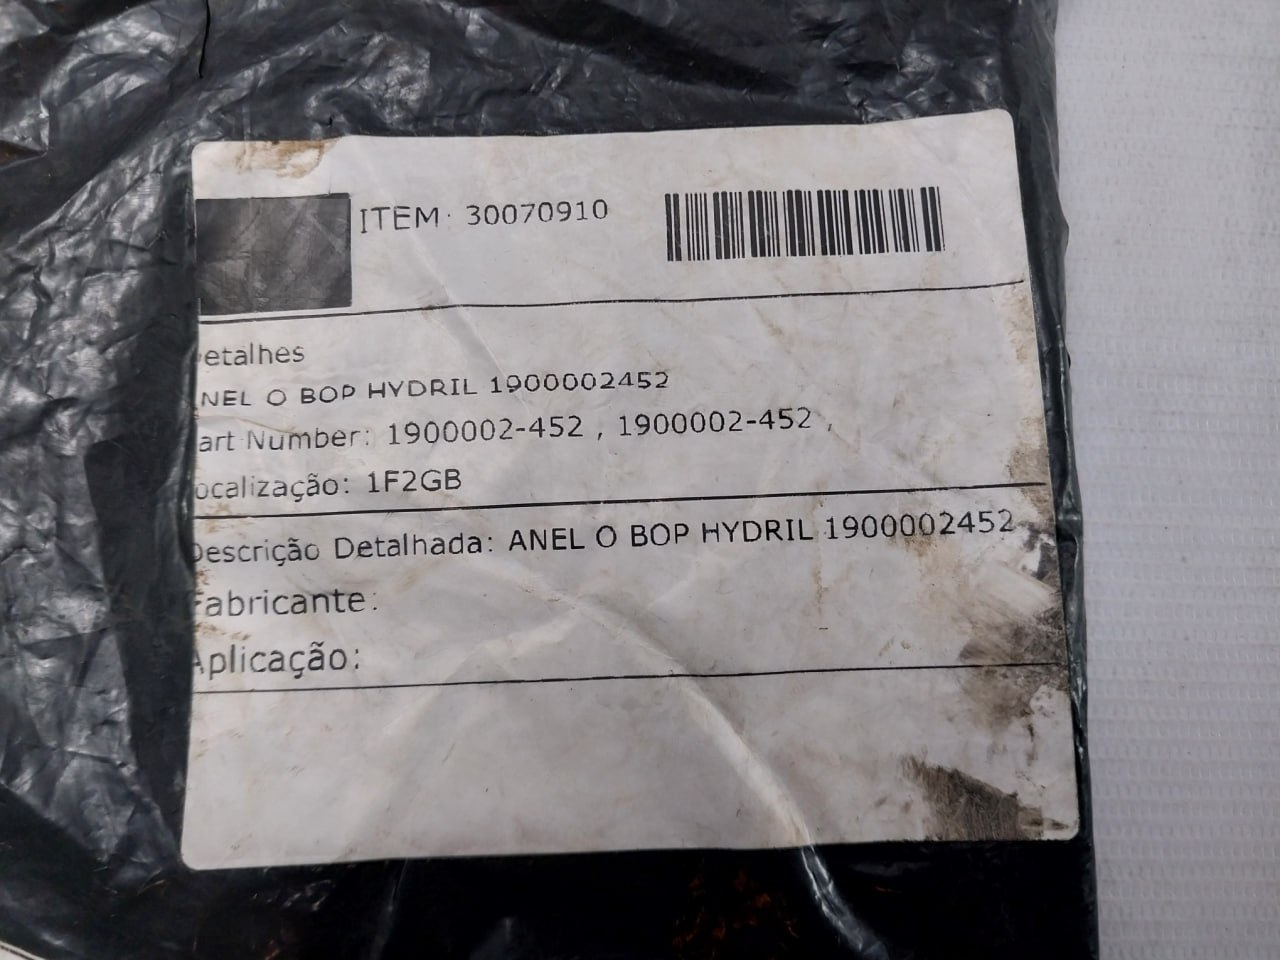 ITEM: 30070910
etalhes
NEL O BOP HYDRIL 1900002452
art Number: 1900002-452 , 1900002-452 ,
ocalização: 1F2GB
Descrição Detalhada: ANEL O BOP HYDRIL 1900002452
Fabricante:
Aplicação: